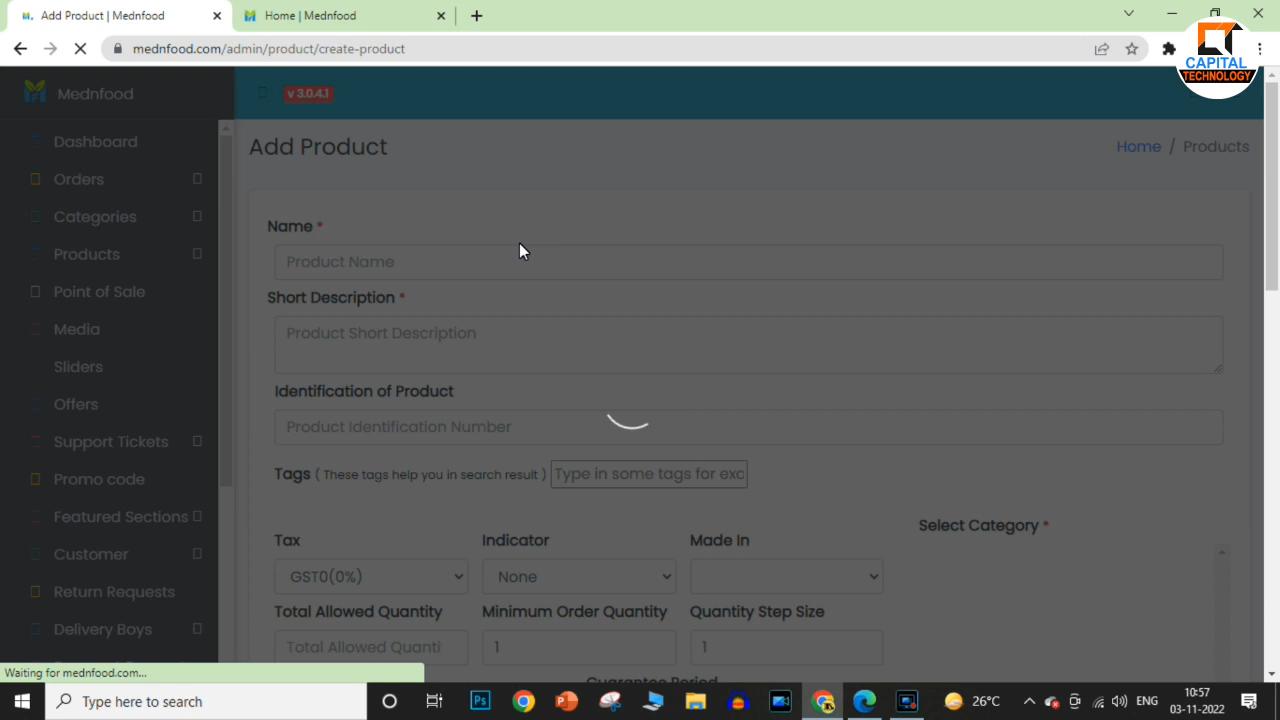 Add Product | Mednfood
Home | Mednfood
mednfood.com/admin/product/create-product
CAPITAL
TECHNOLOGY
Mednfood
v 3.0.4.1
Dashboard
Orders
Categories
Products
Point of Sale
Media
Sliders
Offers
Support Tickets
Promo code
Featured Sections
Customer
Return Requests
Delivery Boys
Add Product
Home / Products
Name *
Product Name
Short Description *
Product Short Description
Identification of Product
Product Identification Number
Tags ( These tags help you in search result ) Type in some tags for exc
Tax
Indicator
Made In
Select Category *
GST0(0%)
None
Total Allowed Quantity
Minimum Order Quantity
Quantity Step Size
Total Allowed Quanti
1
1
Guarantee Period
Waiting for mednfood.com...
Type here to search
Ps
26°C
ENG
10:57
03-11-2022